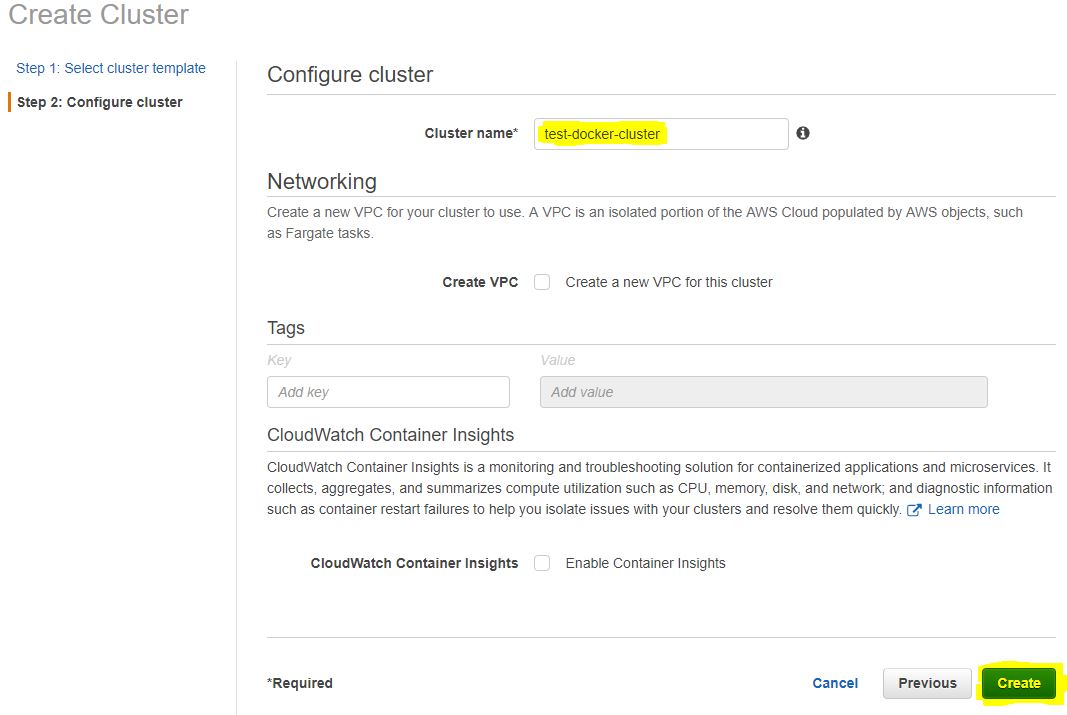 Create Cluster
Step 1: Select cluster template
Step 2: Configure cluster
Configure cluster
Cluster name* test-docker-cluster
Networking
Create a new VPC for your cluster to use. A VPC is an isolated portion of the AWS Cloud populated by AWS objects, such
as Fargate tasks.
Create VPC Create a new VPC for this cluster
Tags
Key Value
Add key Add value
CloudWatch Container Insights
CloudWatch Container Insights is a monitoring and troubleshooting solution for containerized applications and microservices. It
collects, aggregates, and summarizes compute utilization such as CPU, memory, disk, and network; and diagnostic information
such as container restart failures to help you isolate issues with your clusters and resolve them quickly. Learn more
CloudWatch Container Insights Enable Container Insights
*Required Cancel Previous Create